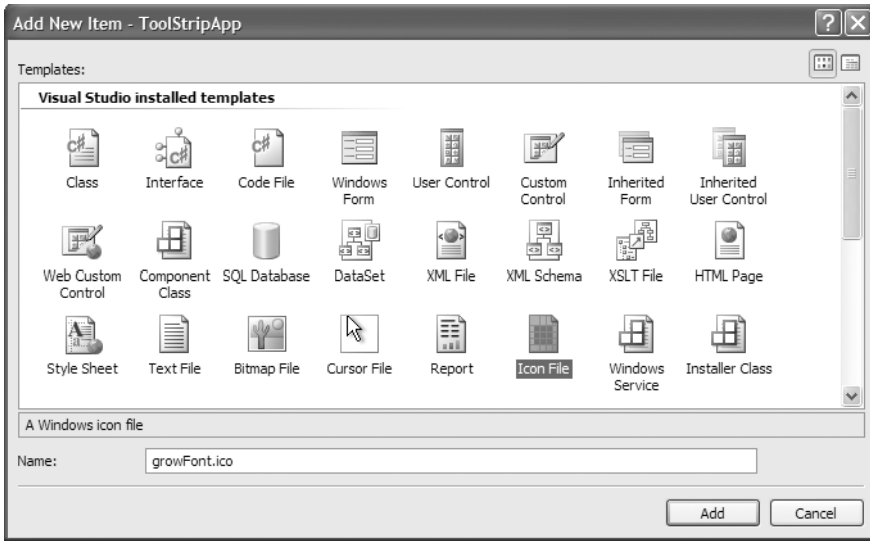 Add New Item - ToolStripApp
Templates:
Visual Studio installed templates
Class
Interface
Code File
Windows
Form
User Control
Custom
Control
Inherited
Form
Inherited
User Control
Web Custom
Control
Component
Class
SQL Database
DataSet
XML File
XML Schema
XSLT File
HTML Page
Style Sheet
Text File
Bitmap File
Cursor File
Report
Icon File
Windows
Service
Installer Class
A Windows icon file
Name:
growFont.ico
Add
Cancel